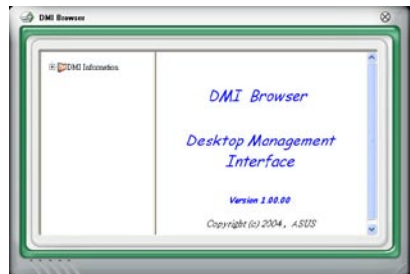 DMI Browser
DMI Information
DMI Browser
Desktop Management
Interface
Version 1.00.00
Copyright (c) 2004, ASUS